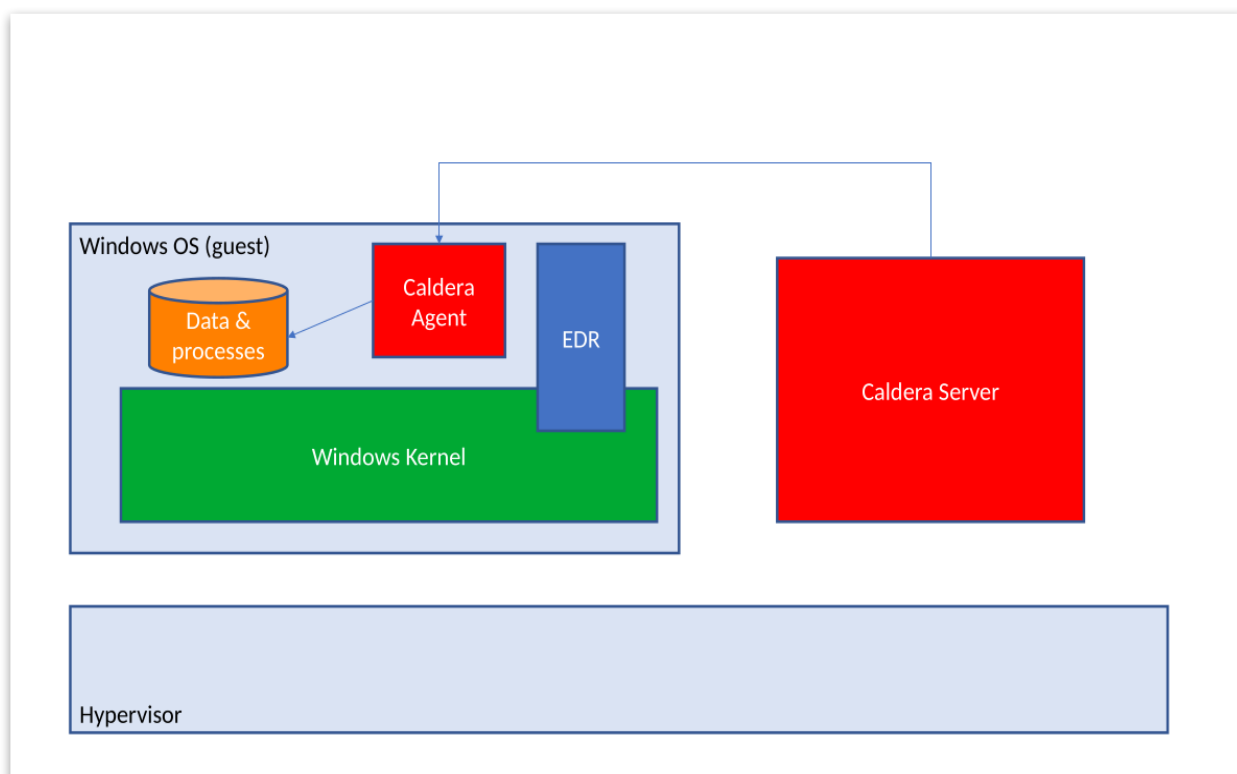 Windows OS (guest)
Data &
processes
Caldera
Agent
EDR
Windows Kernel
Caldera Server
Hypervisor